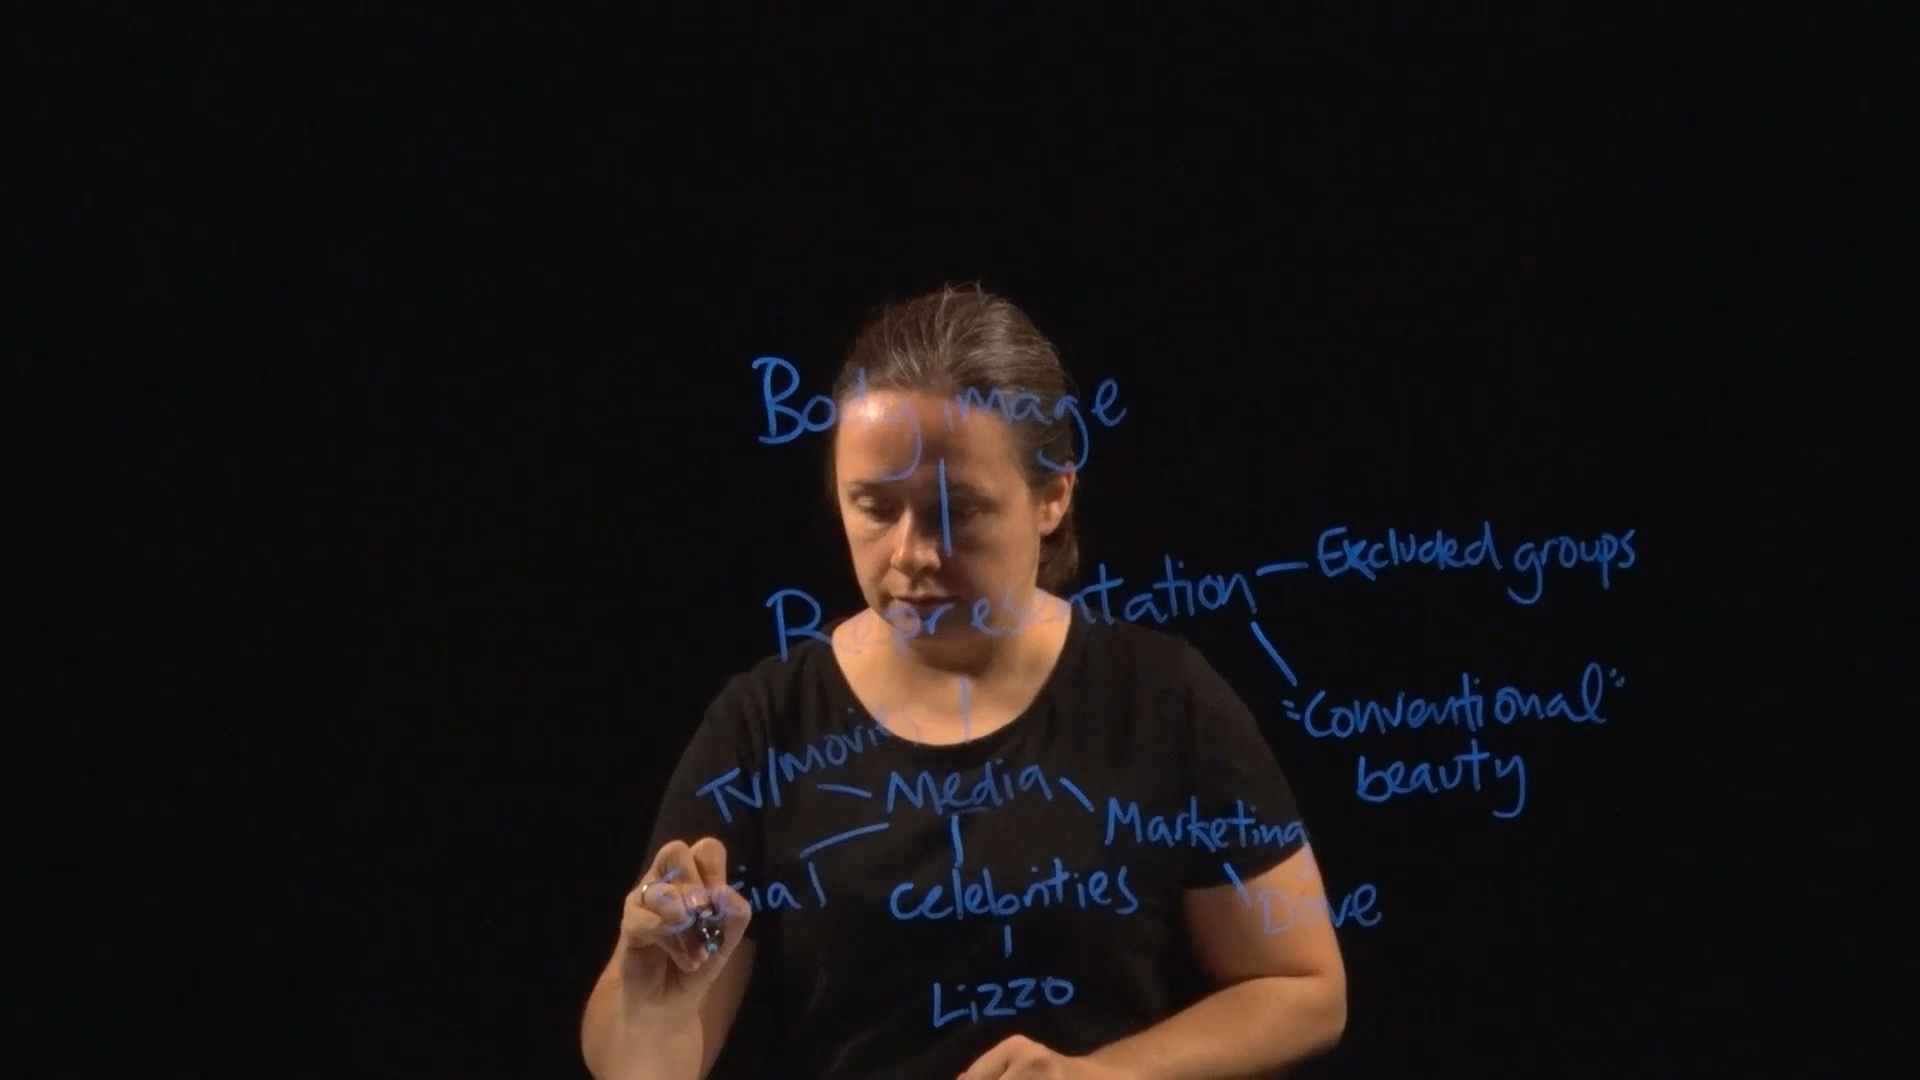 Body image
Representation
Excluded groups
"Conventional"
beauty
TV/movies
Media
Marketing
Social
celebrities
Dove
Lizzo